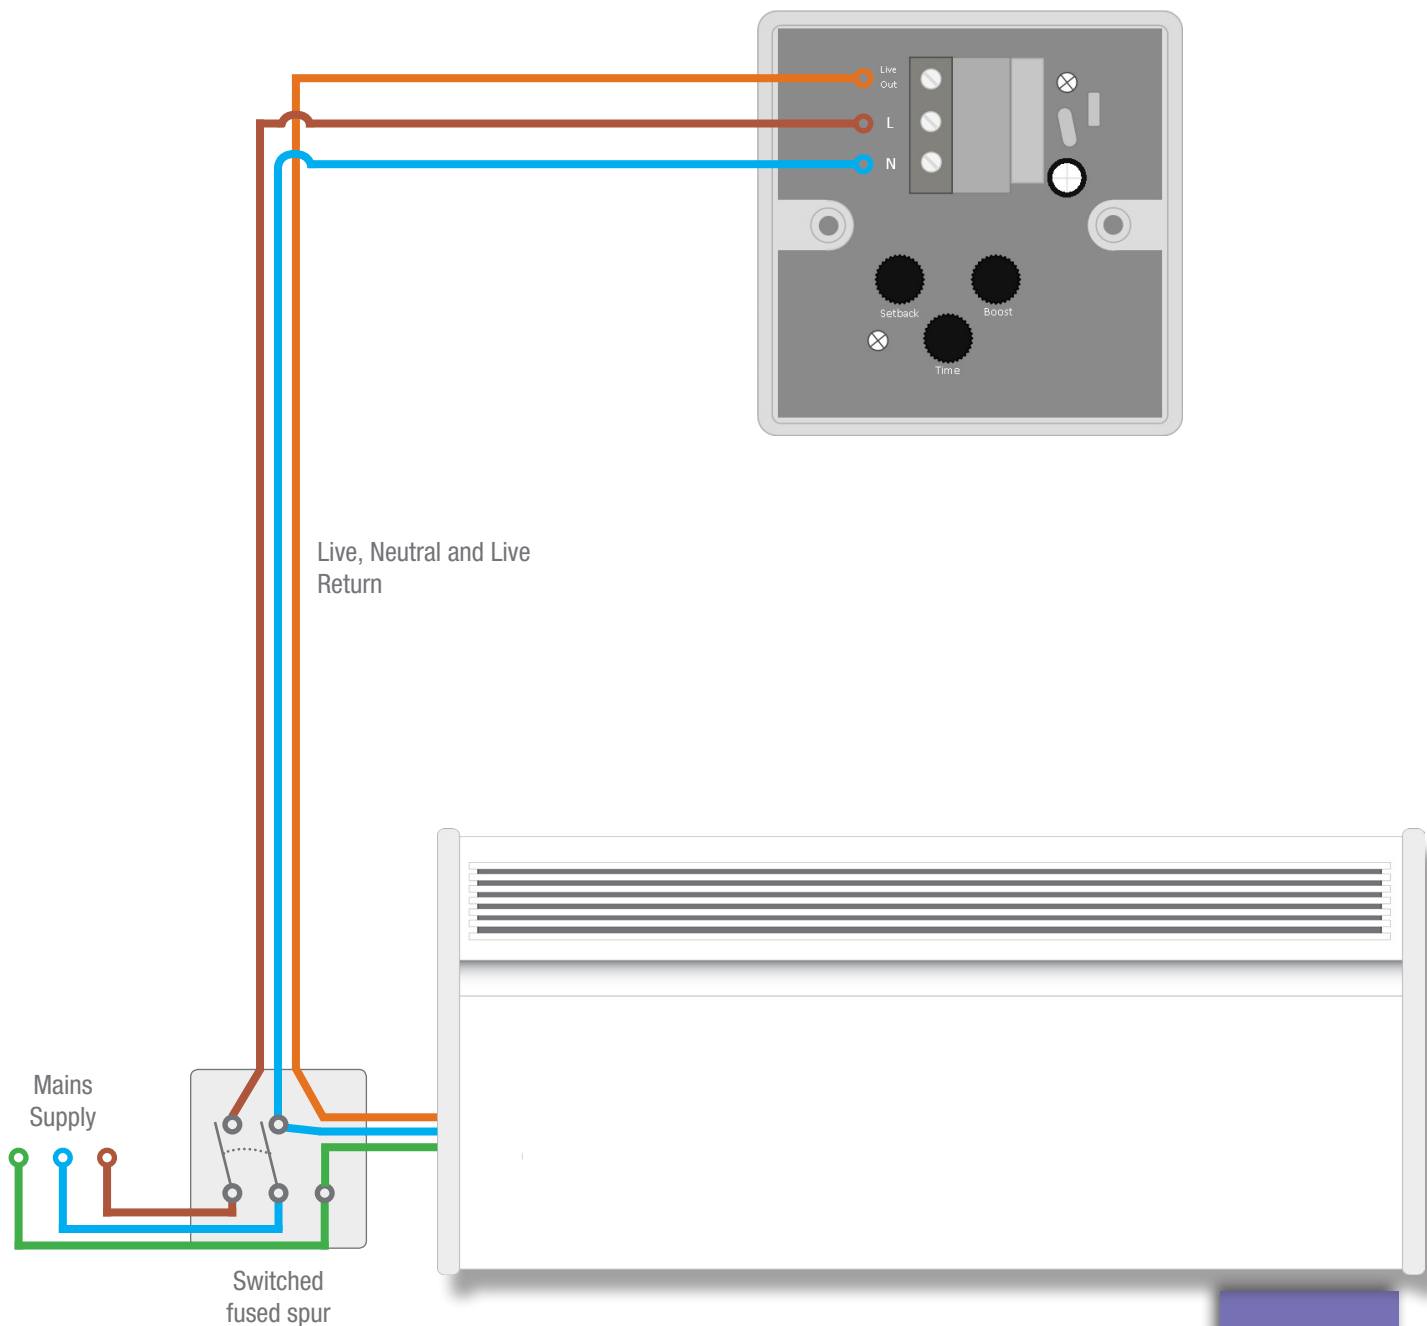 Live
Out
L
N
Setback
Boost
Time
Live, Neutral and Live
Return
Mains
Supply
Switched
fused spur